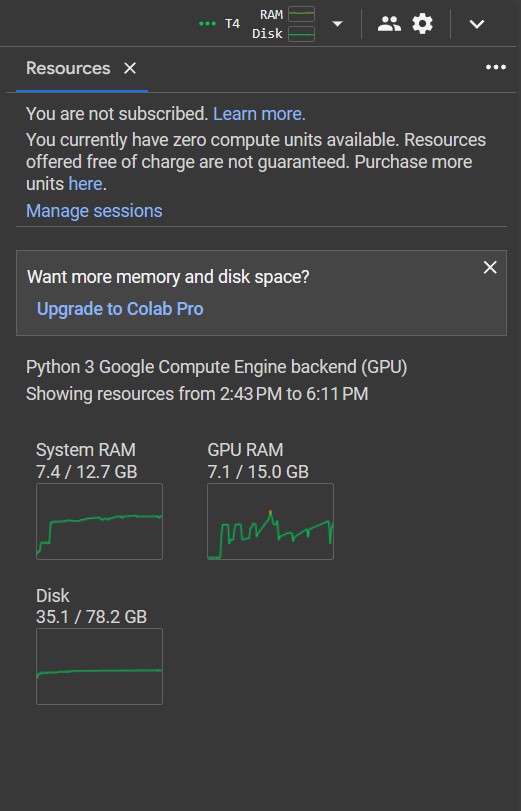 T4
RAM
Disk
Resources
You are not subscribed. Learn more.
You currently have zero compute units available. Resources
offered free of charge are not guaranteed. Purchase more
units here.
Manage sessions
Want more memory and disk space?
Upgrade to Colab Pro
Python 3 Google Compute Engine backend (GPU)
Showing resources from 2:43 PM to 6:11 PM
System RAM
7.4 / 12.7 GB
GPU RAM
7.1 / 15.0 GB
Disk
35.1 / 78.2 GB